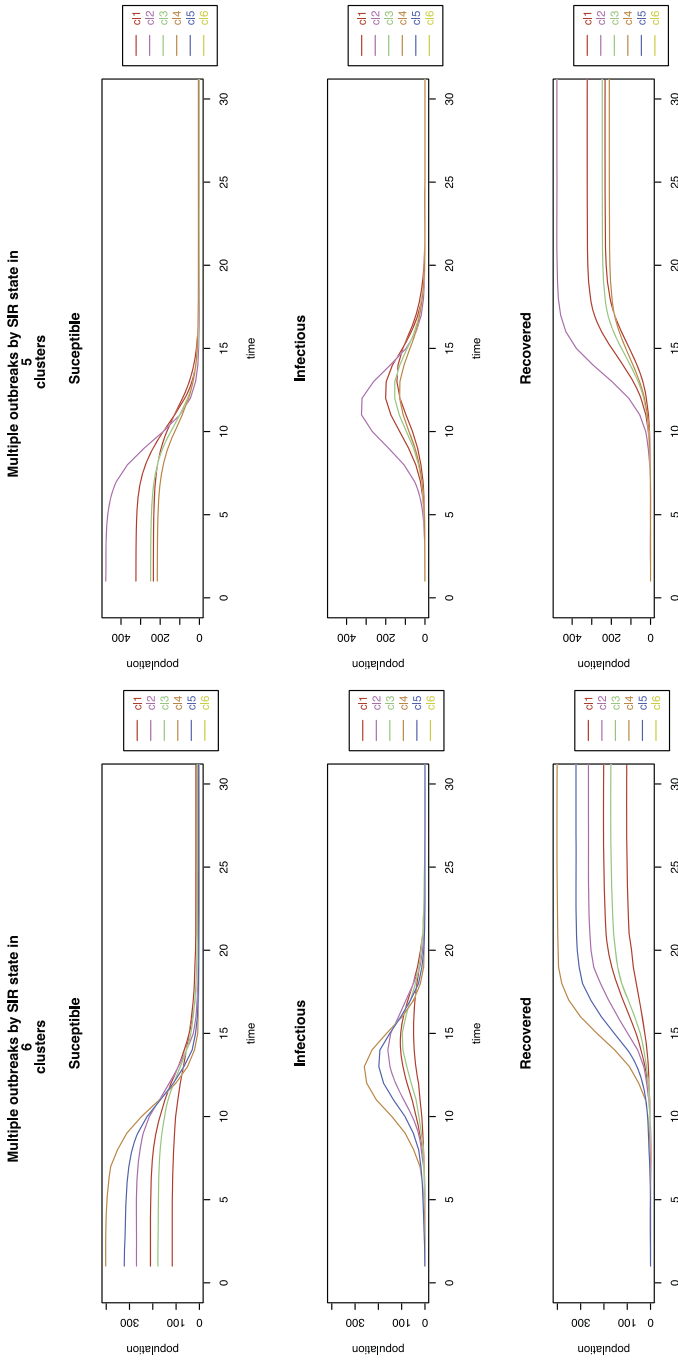 Multiple outbreaks by SIR state in
6
clusters
Suceptible
population
0 100 300
0 5 10 15 20 25 30
time
cl1
cl2
cl3
cl4
cl5
cl6
Infectious
population
0 100 300
0 5 10 15 20 25 30
time
cl1
cl2
cl3
cl4
cl5
cl6
Recovered
population
0 100 300
0 5 10 15 20 25 30
cl1
cl2
cl3
cl4
cl5
cl6
Multiple outbreaks by SIR state in
5
clusters
Suceptible
population
0 200 400
0 5 10 15 20 25 30
time
cl1
cl2
cl3
cl4
cl5
cl6
Infectious
population
0 200 400
0 5 10 15 20 25 30
time
cl1
cl2
cl3
cl4
cl5
cl6
Recovered
population
0 200 400
0 5 10 15 20 25 30
cl1
cl2
cl3
cl4
cl5
cl6